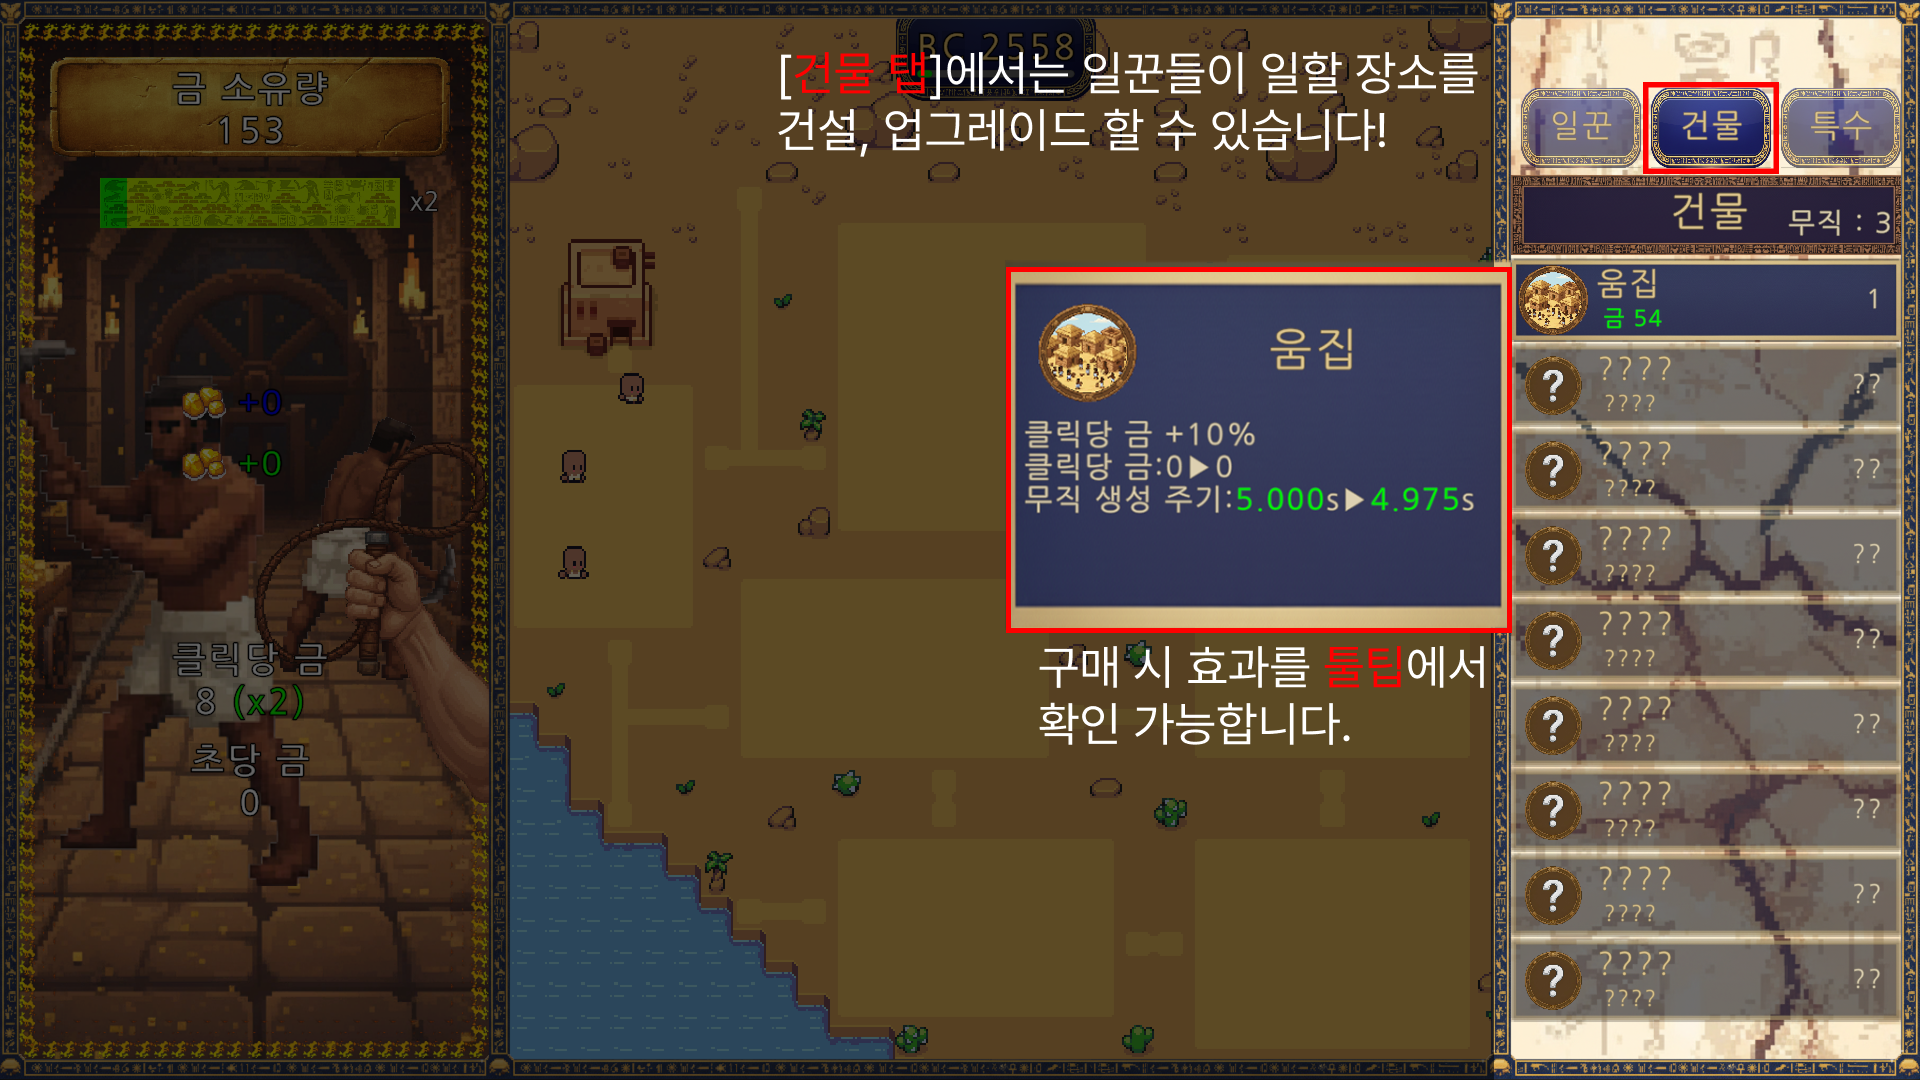 금 소유량
153
x2
+0
+0
클릭당 금
8 (x2)
초당 금
0
BC 2558
[건물 탭]에서는 일꾼들이 일할 장소를
건설, 업그레이드 할 수 있습니다!
움집
클릭당 금 +10%
클릭당 금:0▶0
무직 생성 주기:5.000s▶4.975s
구매 시 효과를 툴팁에서
확인 가능합니다.
일꾼
건물
특수
건물
무직 : 3
움집
금 54
1
????
????
??
????
????
??
????
????
??
????
????
??
????
????
??
????
????
??
????
????
??
????
????
??